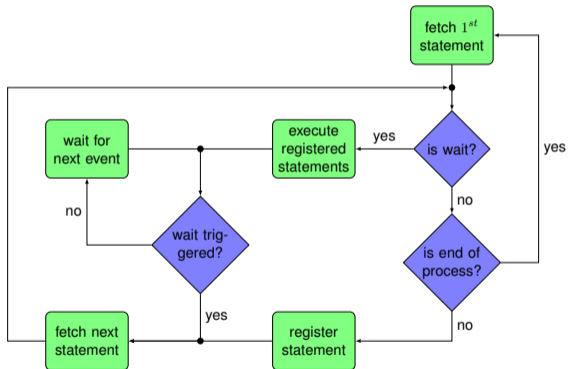 fetch 1st
statement
wait for
next event
execute
registered
statements
yes
is wait?
yes
no
no
wait trig-
gered?
is end of
process?
yes
no
fetch next
statement
register
statement